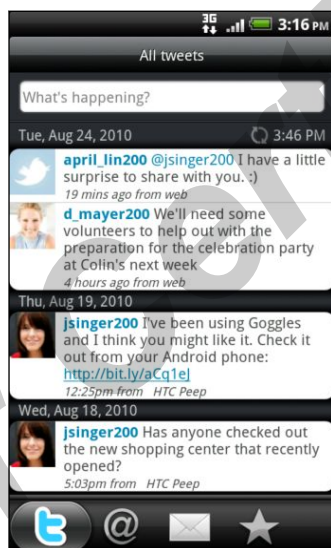 3G 3:16 PM
All tweets
What's happening?
Tue, Aug 24, 2010 3:46 PM
april_lin200 @jsinger200 I have a little
surprise to share with you. :)
19 mins ago from web
d_mayer200 We'll need some
volunteers to help out with the
preparation for the celebration party
at Colin's next week
4 hours ago from web
Thu, Aug 19, 2010
jsinger200 I've been using Goggles
and I think you might like it. Check it
out from your Android phone:
http://bit.ly/aCq1eJ
12:25pm from HTC Peep
Wed, Aug 18, 2010
jsinger200 Has anyone checked out
the new shopping center that recently
opened?
5:03pm from HTC Peep
@